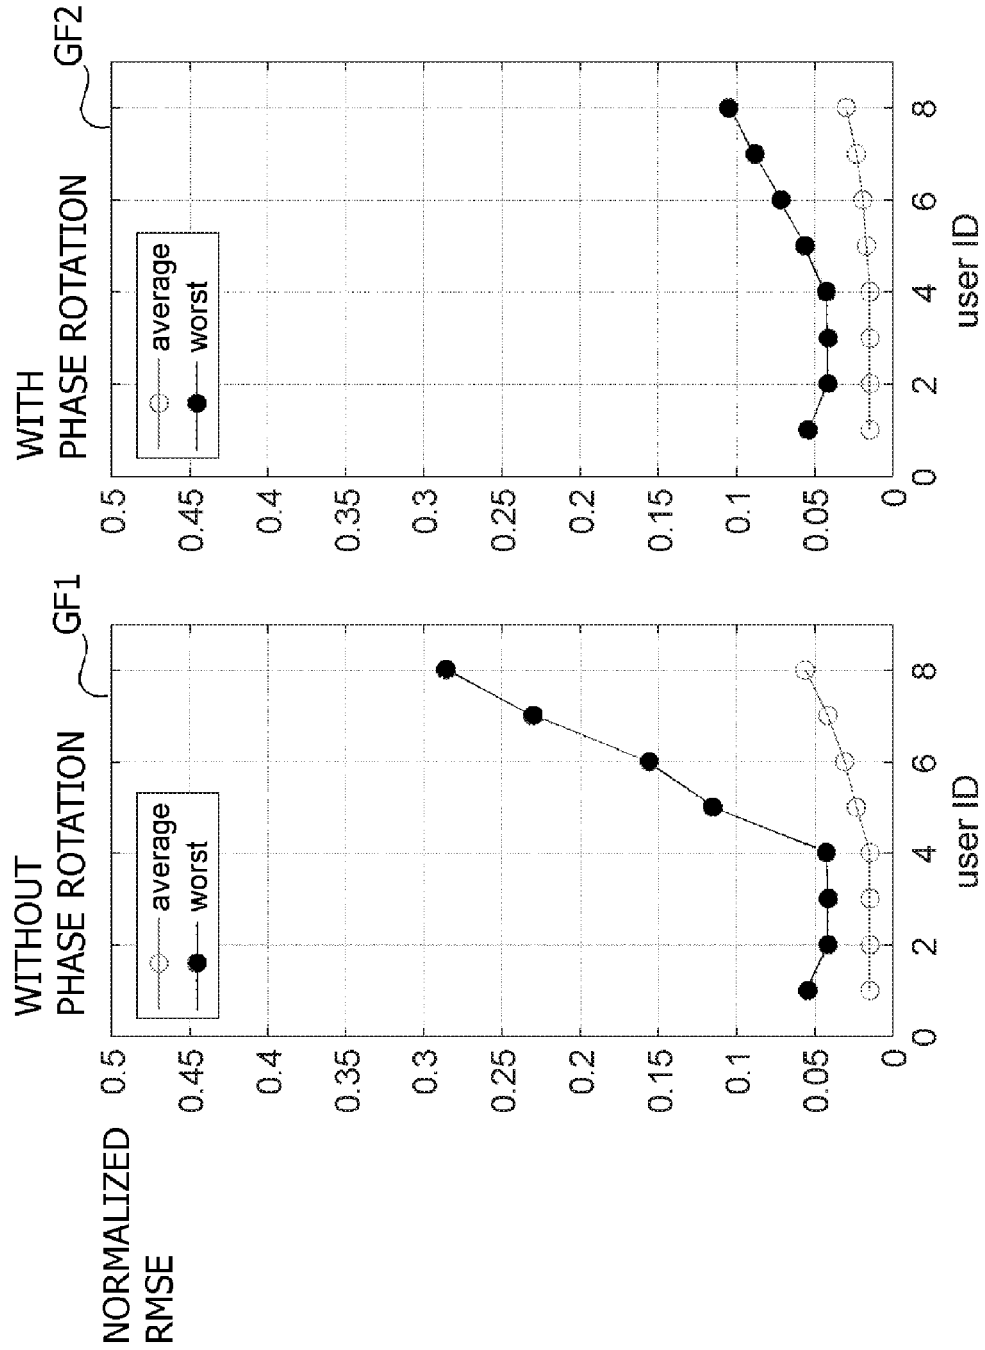 NORMALIZED
RMSE
WITHOUT
PHASE ROTATION
GF1
average
worst
0.5
0.45
0.4
0.35
0.3
0.25
0.2
0.15
0.1
0.05
0
0 2 4 6 8
user ID
WITH
PHASE ROTATION
GF2
average
worst
0.5
0.45
0.4
0.35
0.3
0.25
0.2
0.15
0.1
0.05
0
0 2 4 6 8
user ID